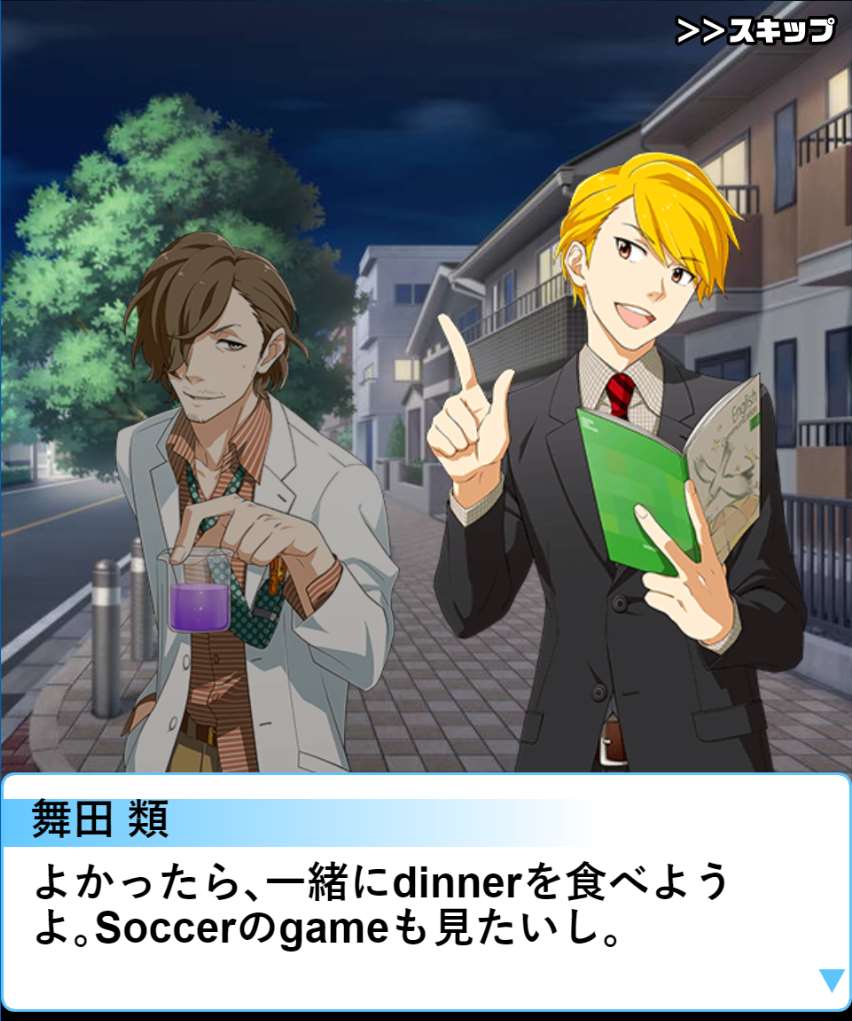 >>スキップ
English
舞田 類
よかったら、一緒にdinnerを食べよう
よ。Soccerのgameも見たいし。